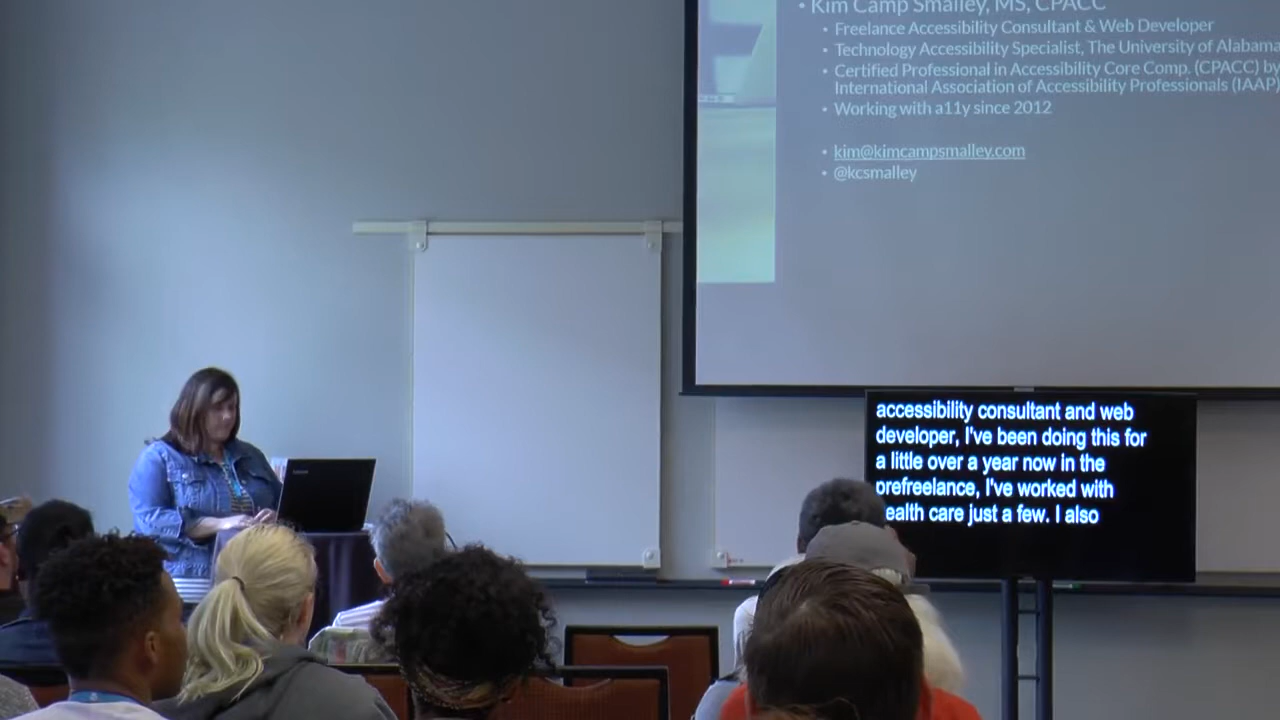 • Kim Camp Smalley, MS, CPACC
• Freelance Accessibility Consultant & Web Developer
• Technology Accessibility Specialist, The University of Alabama
• Certified Professional in Accessibility Core Comp. (CPACC) by
International Association of Accessibility Professionals (IAAP)
• Working with a11y since 2012
• kim@kimcampsmalley.com
• @kcsmalley
accessibility consultant and web
developer, I've been doing this for
a little over a year now in the
prefreelance, I've worked with
ealth care just a few. I also